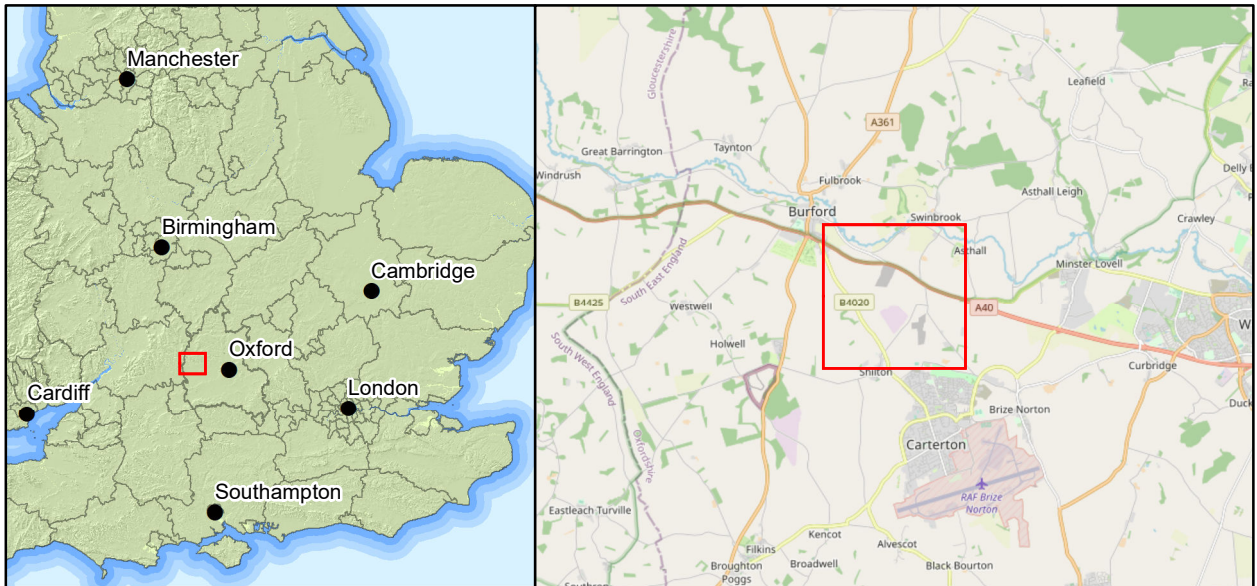 Manchester
Birmingham
Cambridge
Oxford
Cardiff
London
Southampton
Gloucestershire
Leafield
A361
Great Barrington
Taynton
Windrush
Fulbrook
Asthall Leigh
Delly E
Burford
Swinbrook
Crawley
Asthall
Minster Lovell
South East England
B4425
Westwell
B4020
A40
W
South West England
Holwell
Shilton
Curbridge
Brize Norton
Duck
Carterton
Oxfordshire
RAF Brize
Norton
Eastleach Turville
Kencot
Alvescot
Filkins
Broughton
Poggs
Broadwell
Black Bourton